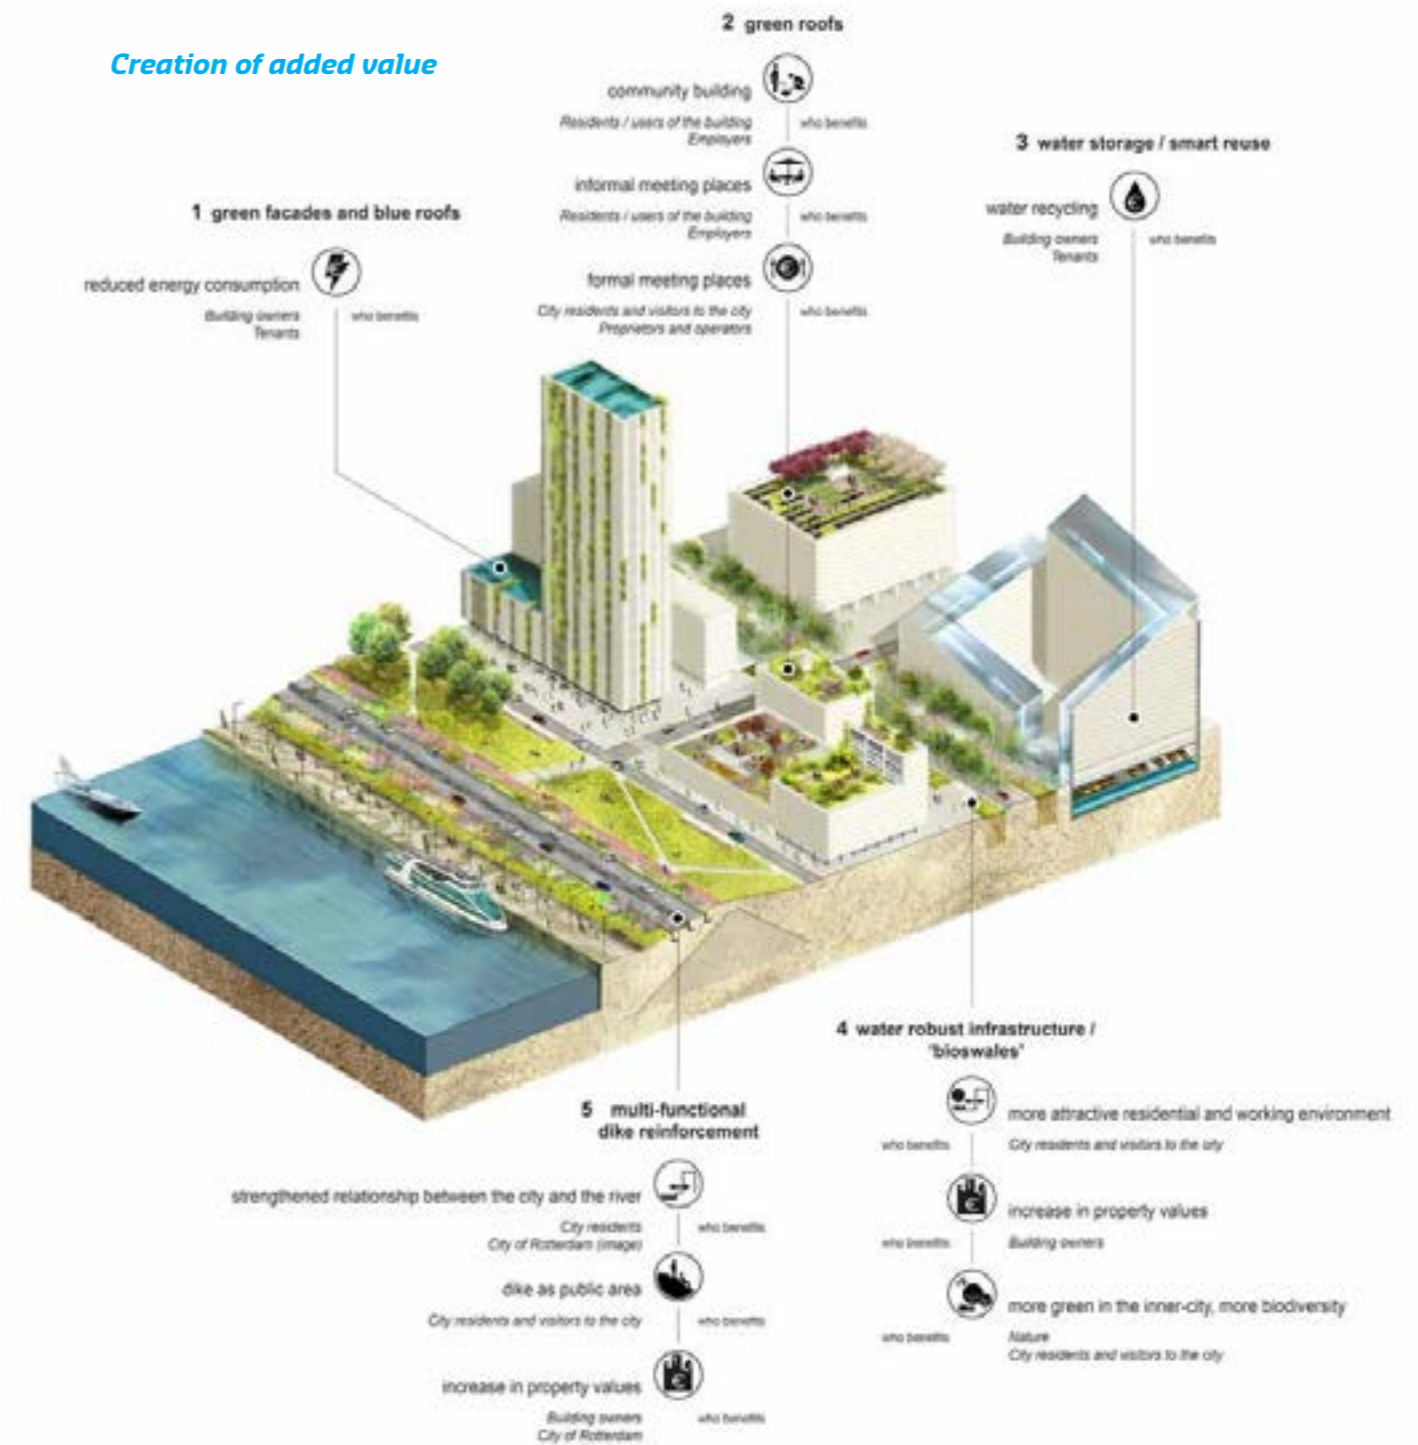 Creation of added value
2 green roofs
community building
Residents / users of the building
Employers
who benefits
informal meeting places
Residents / users of the building
Employers
who benefits
formal meeting places
City residents and visitors to the city
Proprietors and operators
who benefits
3 water storage / smart reuse
water recycling
Building owners
Tenants
who benefits
1 green facades and blue roofs
reduced energy consumption
Building owners
Tenants
who benefits
4 water robust infrastructure /
'bioswales'
more attractive residential and working environment
who benefits
City residents and visitors to the city
increase in property values
who benefits
Building owners
more green in the inner-city, more biodiversity
who benefits
Nature
City residents and visitors to the city
5 multi-functional
dike reinforcement
strengthened relationship between the city and the river
City residents
City of Rotterdam (image)
who benefits
dike as public area
City residents and visitors to the city
who benefits
increase in property values
Building owners
City of Rotterdam
who benefits